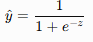 ŷ = 1 / (1 + e^{-z})